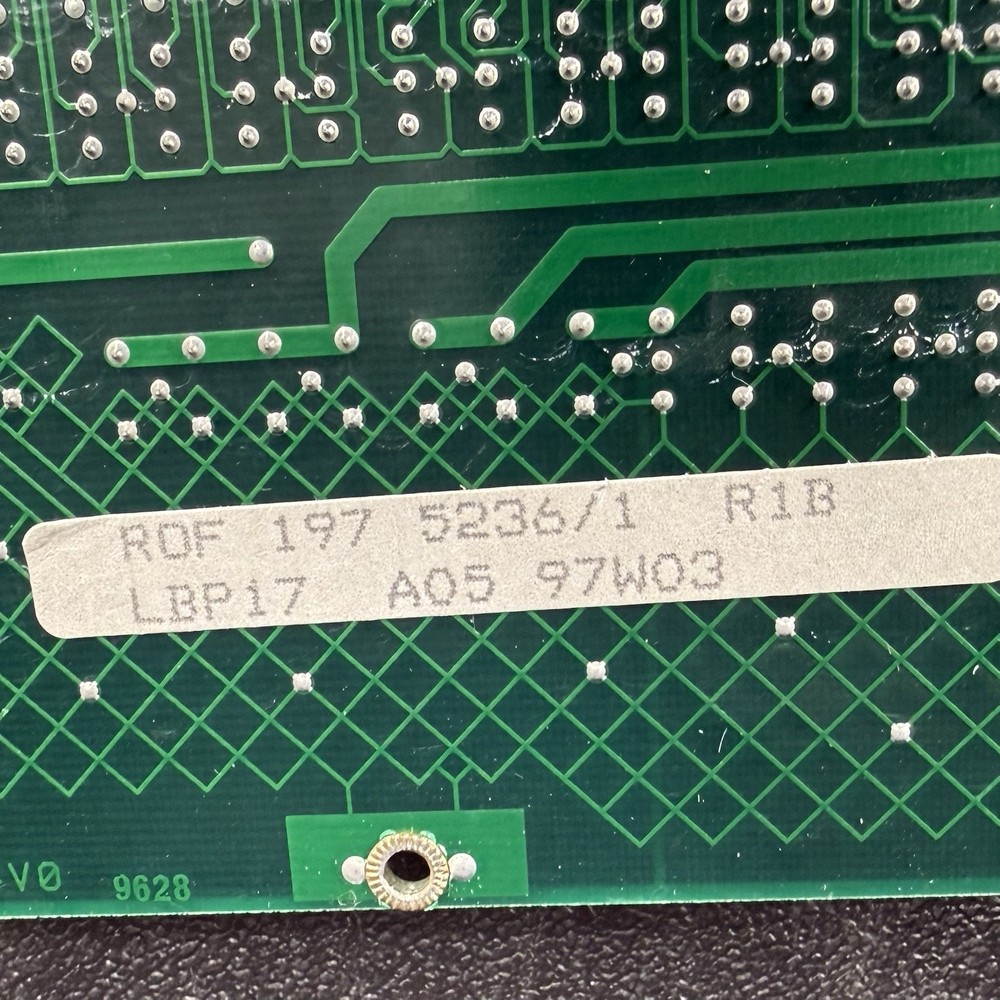 ROF 197 5236/1 R1B
LBP17 A05 97W03
V0 9628